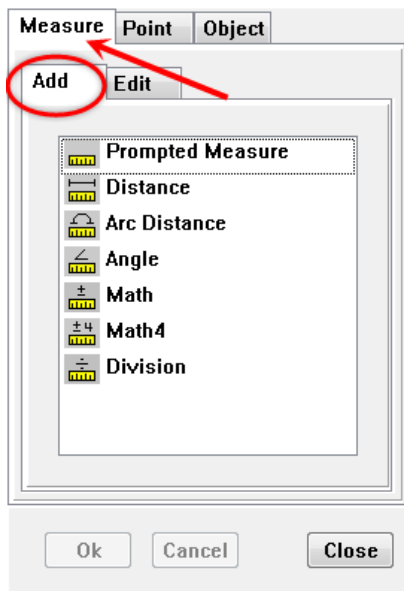 Measure Point Object
Add Edit
Prompted Measure
Distance
Arc Distance
Angle
Math
Math4
Division
Ok Cancel Close